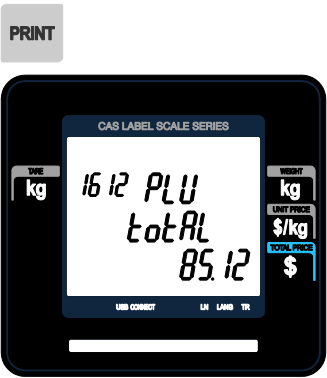 PRINT
CAS LABEL SCALE SERIES
TARE
kg
1612 PLU
totAL
85.12
WEIGHT
kg
UNIT PRICE
$/kg
TOTAL PRICE
$
USB CONNECT LN LANG TR